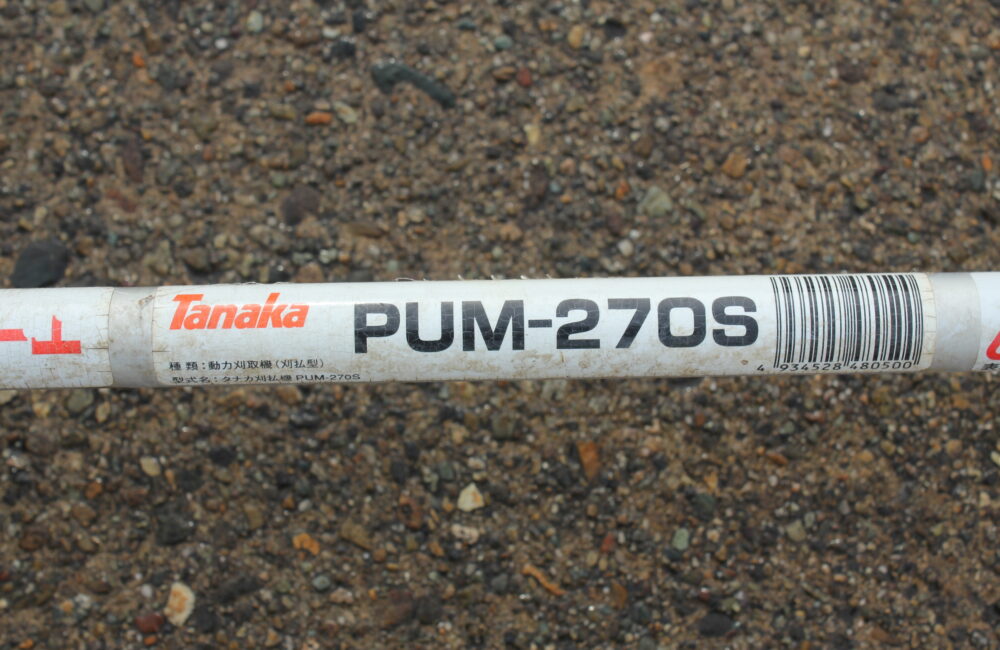 Tanaka
PUM-270S
種類：動力刈取機（刈払型）
型式名：タナカ刈払機 PUM-270S
4 934528 480500